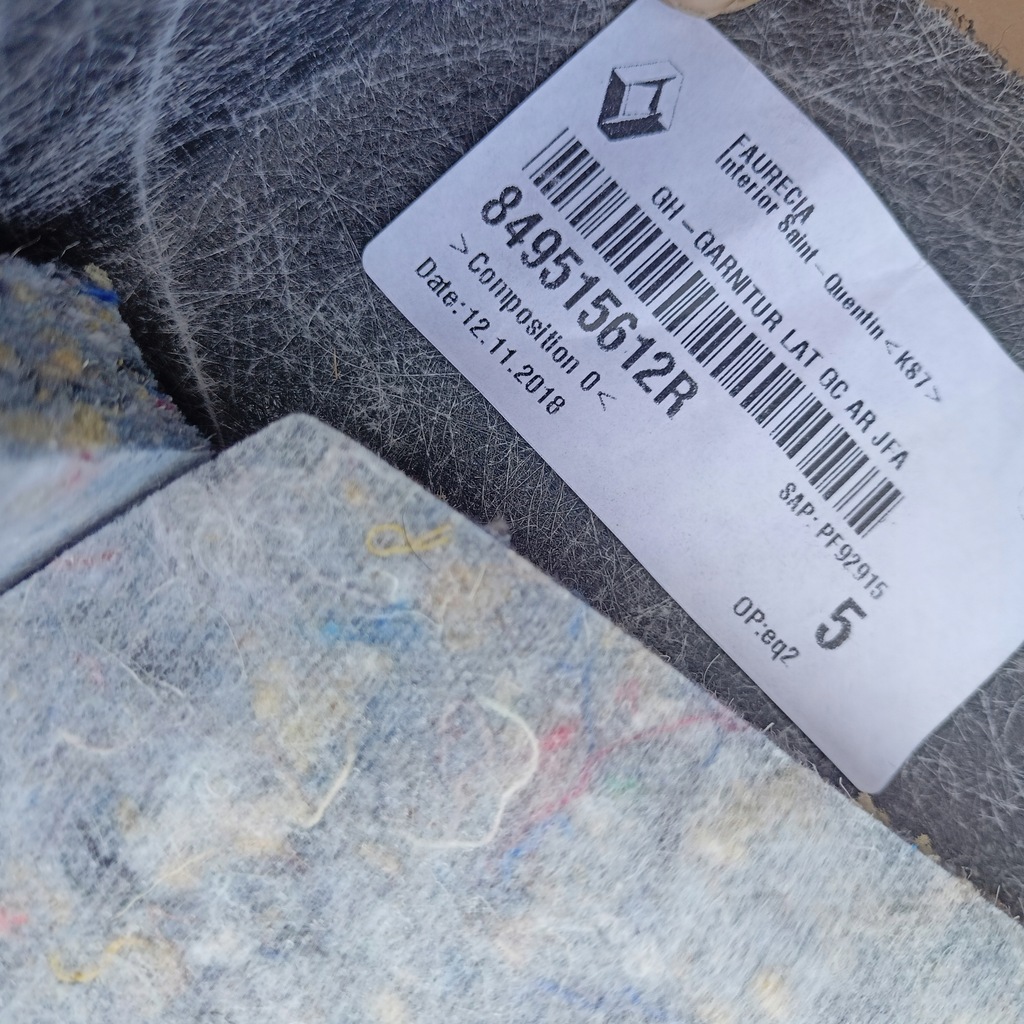 FAURECIA
Interior Saint-Quentin <K87>
GH-GARNITUR LAT GC AR JFA
849515612R
>Composition 0<
Date:12.11.2018
SAP:PF92915
5
OP:eq2